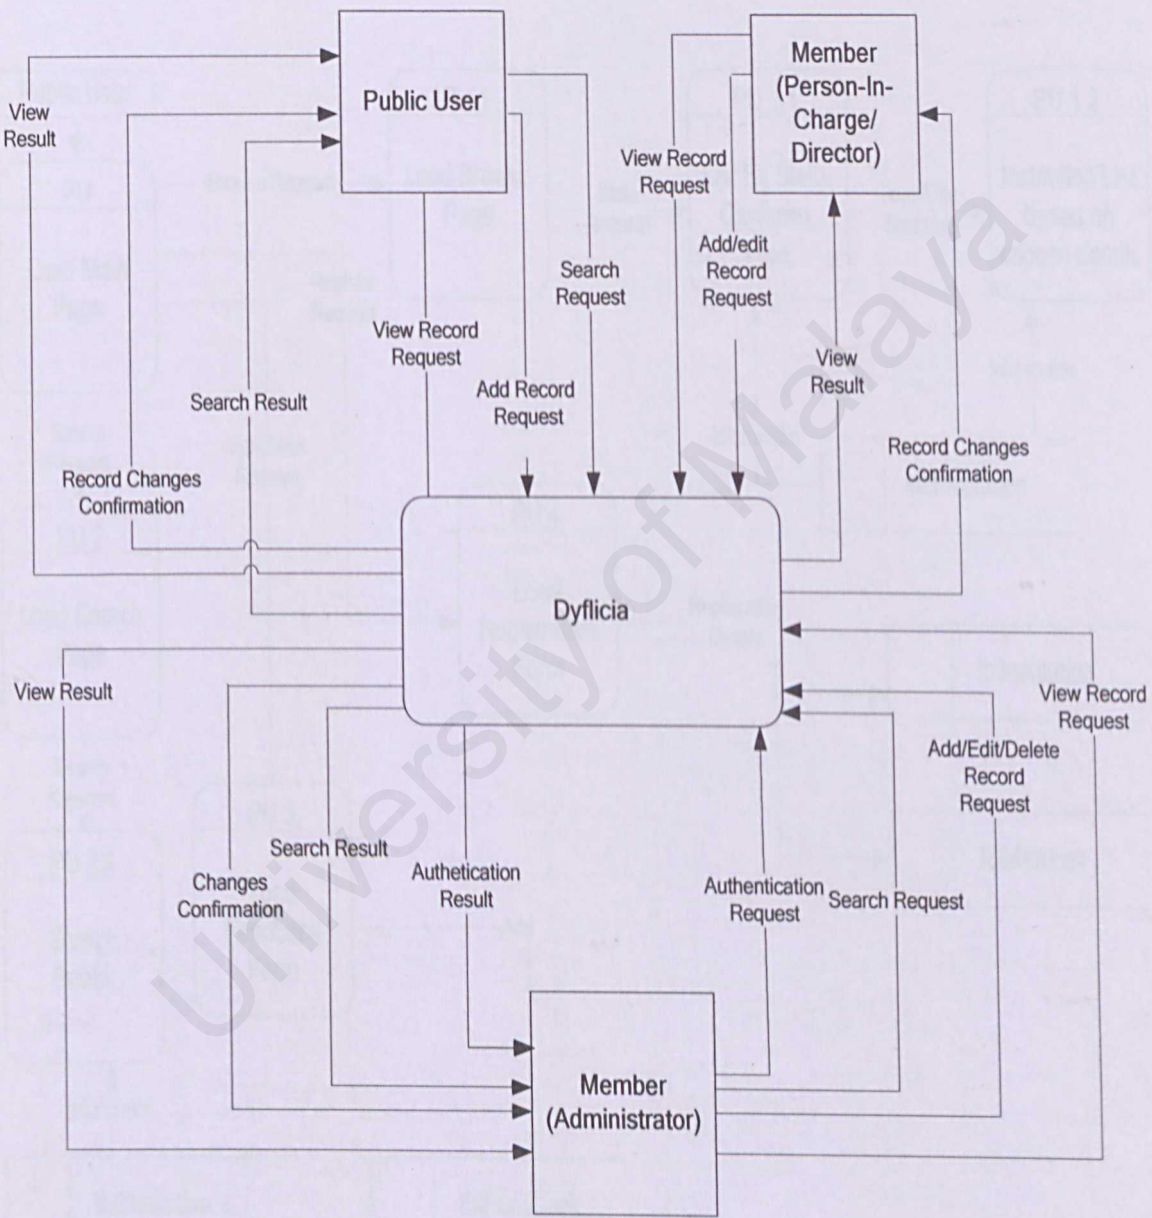 Public User
Member
(Person-In-
Charge/
Director)
View
Result
View Record
Request
Add/edit
Record
Request
Search
Request
View Record
Request
Add Record
Request
View
Result
Search Result
Record Changes
Confirmation
Record Changes
Confirmation
Dyflicia
View Result
View Record
Request
Add/Edit/Delete
Record
Request
Search Result
Changes
Confirmation
Authetication
Result
Authentication
Request
Search Request
Member
(Administrator)
University of Malaya